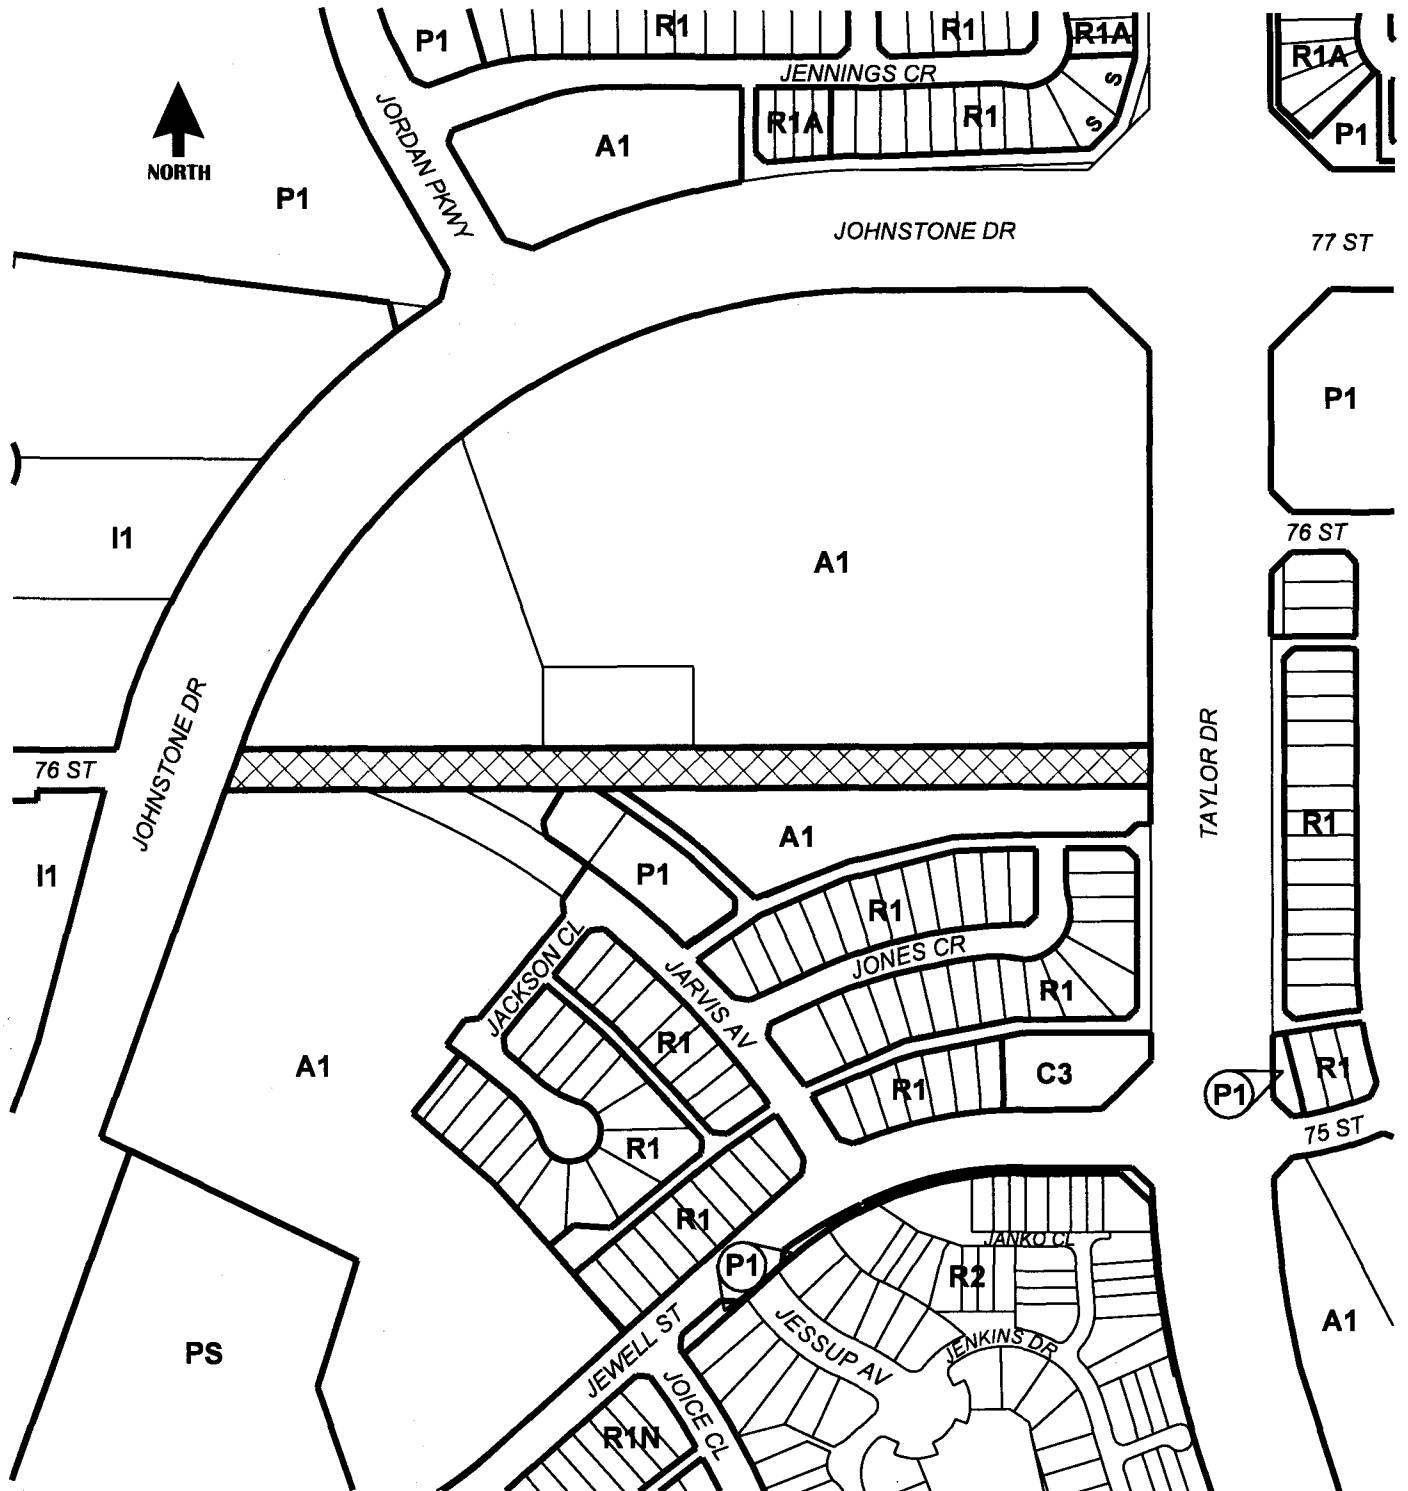 P1
R1
R1
R1A
R1A
JENNINGS CR
S
S
JORDAN PKWY
A1
R1A
R1
P1
NORTH
P1
JOHNSTONE DR
77 ST
P1
76 ST
I1
A1
JOHNSTONE DR
TAYLOR DR
76 ST
R1
A1
I1
P1
R1
JACKSON CL
JARVIS AV
JONES CR
R1
R1
A1
C3
R1
R1
P1
75 ST
R1
R1
JANKO CL
P1
R2
JESSUP AV
JENKINS DR
A1
PS
JEWELL ST
JOICE CL
R1N